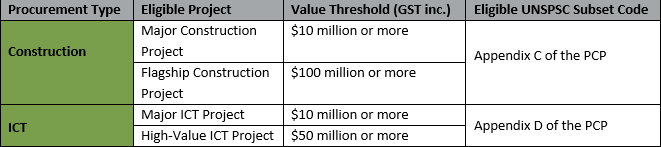 Procurement Type Eligible Project Value Threshold (GST inc.) Eligible UNSPSC Subset Code
Construction
Major Construction
Project
$10 million or more
Flagship Construction
Project
$100 million or more
Appendix C of the PCP
ICT
Major ICT Project $10 million or more
High-Value ICT Project $50 million or more
Appendix D of the PCP